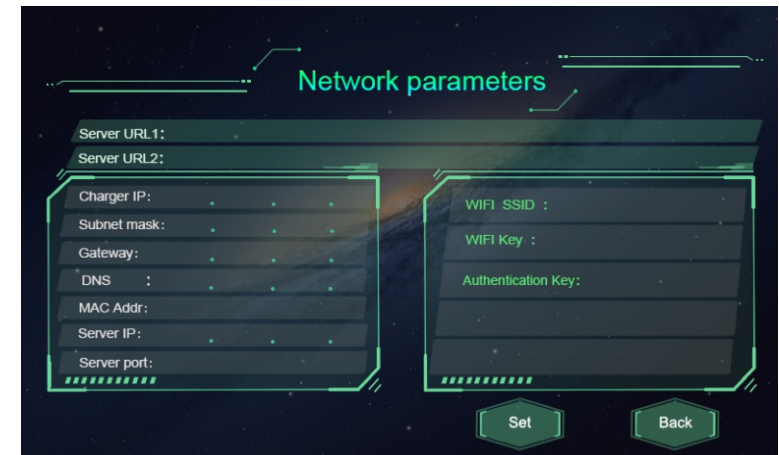 Network parameters
Server URL1:
Server URL2:
Charger IP:
Subnet mask:
Gateway:
DNS :
MAC Addr:
Server IP:
Server port:
WIFI SSID :
WIFI Key :
Authentication Key:
Set
Back